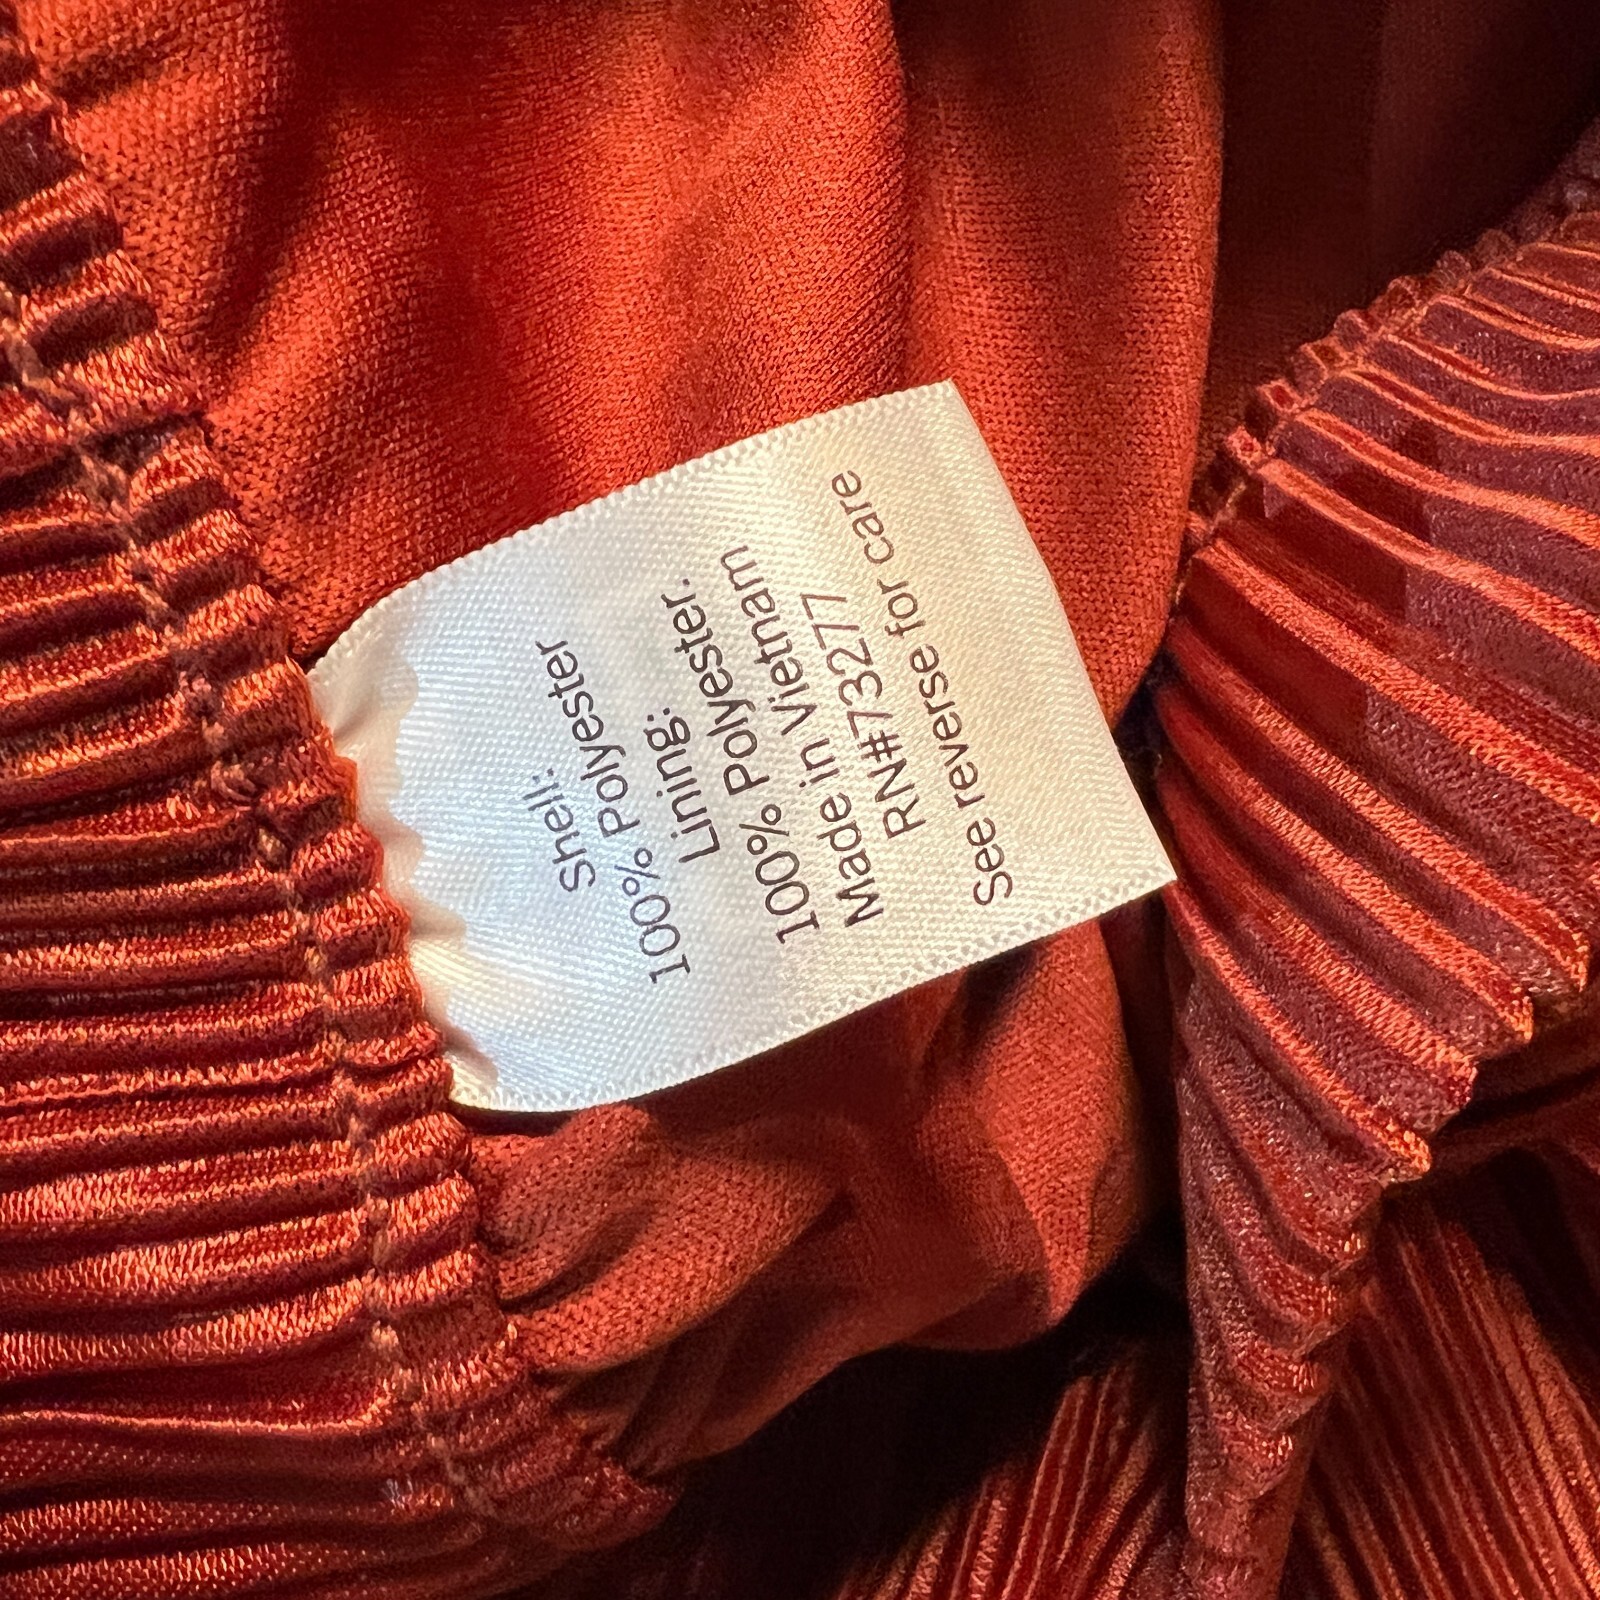 Shell:
100% Polyester
Lining:
100% Polyester.
Made in Vietnam
RN#73277
See reverse for care